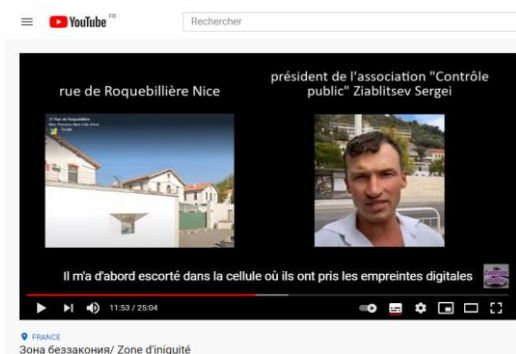 YouTube FR
Rechercher
rue de Roquebillière Nice
président de l'association "Contrôle
public" Ziablitsev Sergei
Il m'a d'abord escorté dans la cellule où ils ont pris les empreintes digitales
11:53 / 25:04
FRANCE
Зона беззакония/ Zone d'iniquité